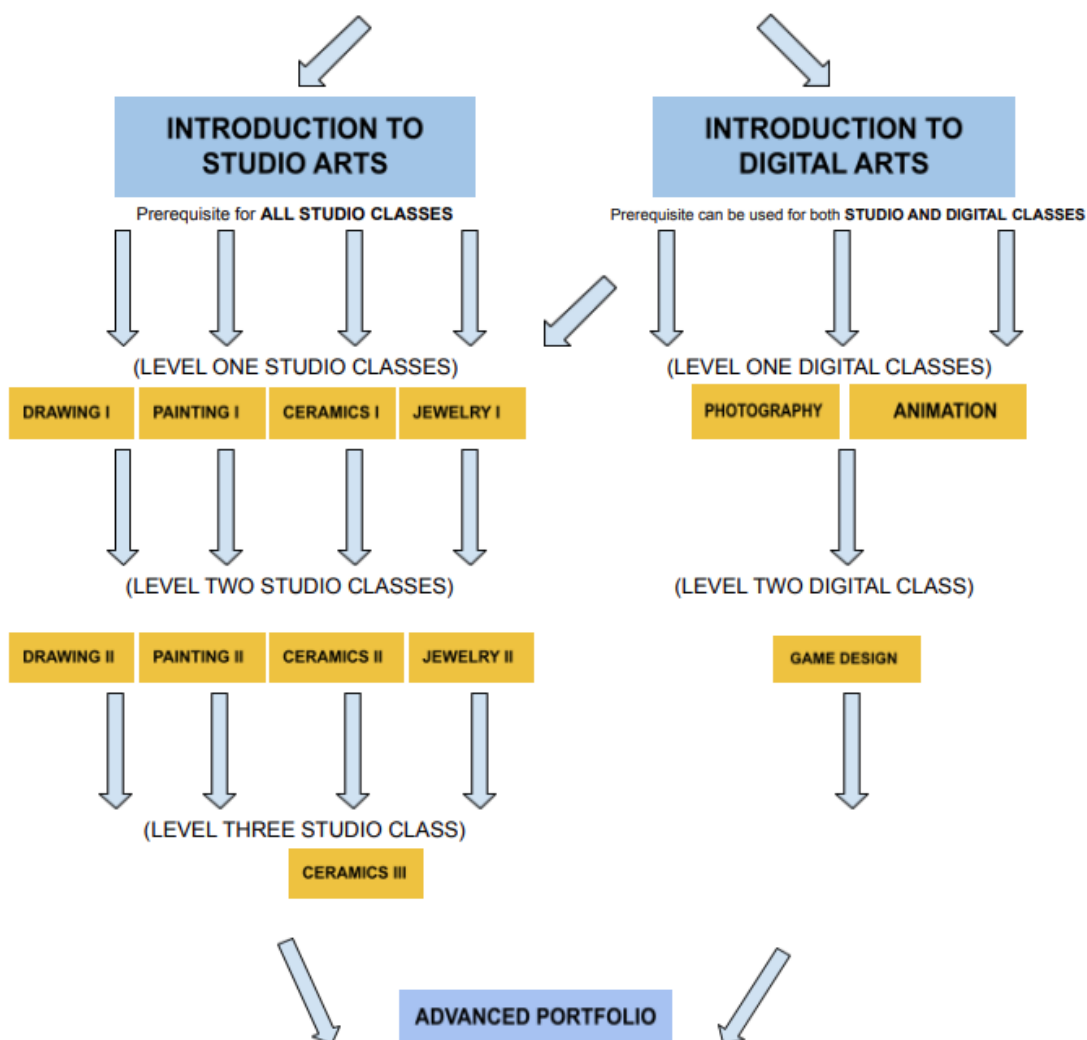 INTRODUCTION TO
STUDIO ARTS
Prerequisite for ALL STUDIO CLASSES
INTRODUCTION TO
DIGITAL ARTS
Prerequisite can be used for both STUDIO AND DIGITAL CLASSES
(LEVEL ONE STUDIO CLASSES)
DRAWING I
PAINTING I
CERAMICS I
JEWELRY I
(LEVEL ONE DIGITAL CLASSES)
PHOTOGRAPHY
ANIMATION
(LEVEL TWO STUDIO CLASSES)
DRAWING II
PAINTING II
CERAMICS II
JEWELRY II
(LEVEL TWO DIGITAL CLASS)
GAME DESIGN
(LEVEL THREE STUDIO CLASS)
CERAMICS III
ADVANCED PORTFOLIO